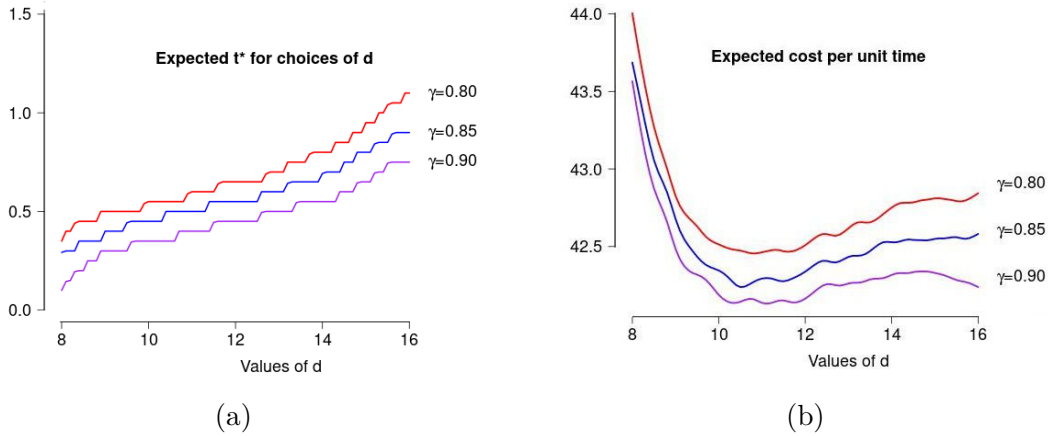 Expected t* for choices of d
1.5
1.0
0.5
0.0
γ=0.80
γ=0.85
γ=0.90
8 10 12 14 16
Values of d
(a)
Expected cost per unit time
44.0
43.5
43.0
42.5
γ=0.80
γ=0.85
γ=0.90
8 10 12 14 16
Values of d
(b)